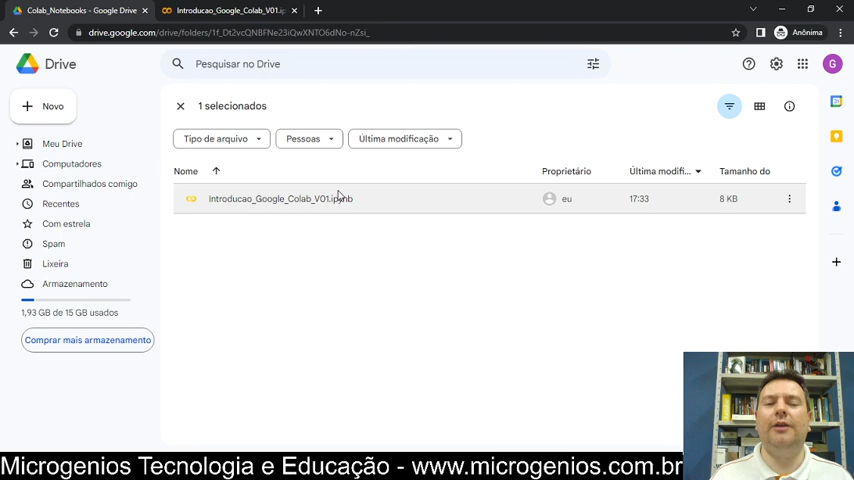 Colab_Notebooks - Google Drive
Introducao_Google_Colab_V01.ip
drive.google.com/drive/folders/1f_Dt2vcQNBFNe23iQwXNTO6dNo-nZsi_
Anônima
Drive
Pesquisar no Drive
G
Novo
1 selecionados
Tipo de arquivo
Pessoas
Última modificação
Meu Drive
Computadores
Compartilhados comigo
Recentes
Com estrela
Spam
Lixeira
Armazenamento
1,93 GB de 15 GB usados
Comprar mais armazenamento
Nome
Proprietário
Última modifi...
Tamanho do
Introducao_Google_Colab_V01.ipynb
eu
17:33
8 KB
Microgenios Tecnologia e Educação - www.microgenios.com.br